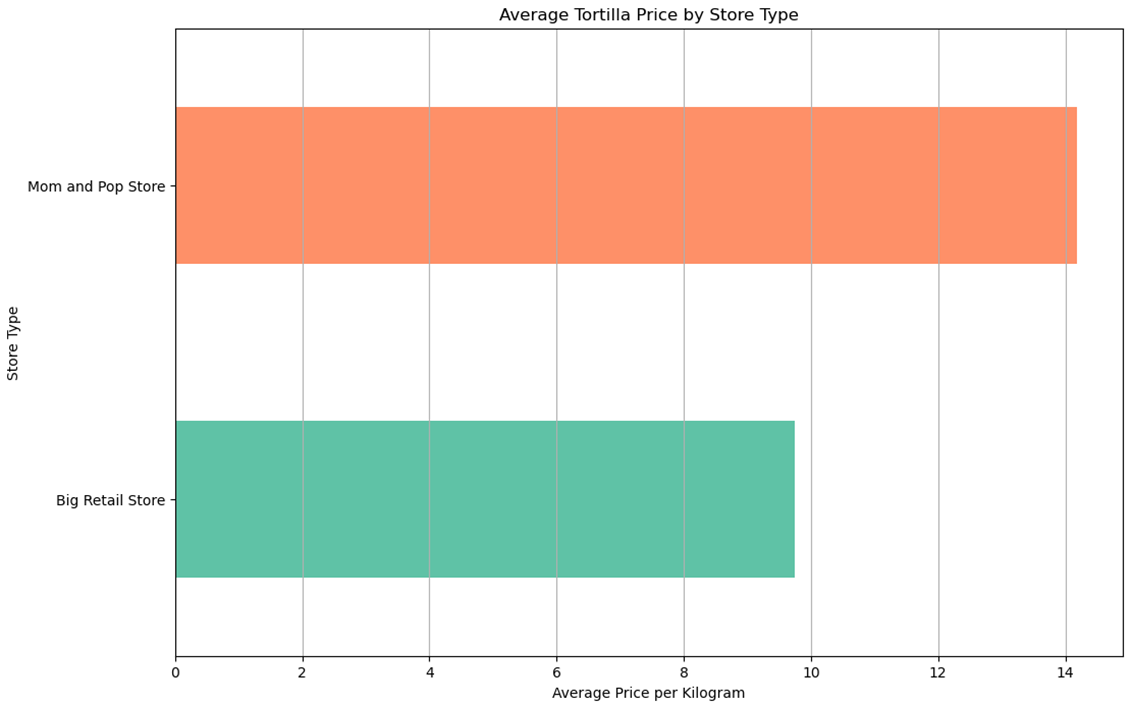 Average Tortilla Price by Store Type
Mom and Pop Store
Store Type
Big Retail Store
0 2 4 6 8 10 12 14
Average Price per Kilogram